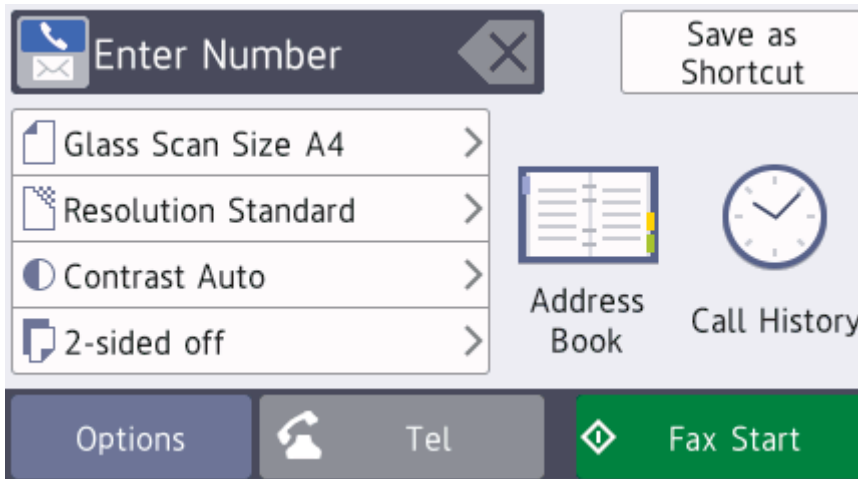 Enter Number
Save as
Shortcut
Glass Scan Size A4
Resolution Standard
Contrast Auto
2-sided off
Address
Book
Call History
Options
Tel
Fax Start